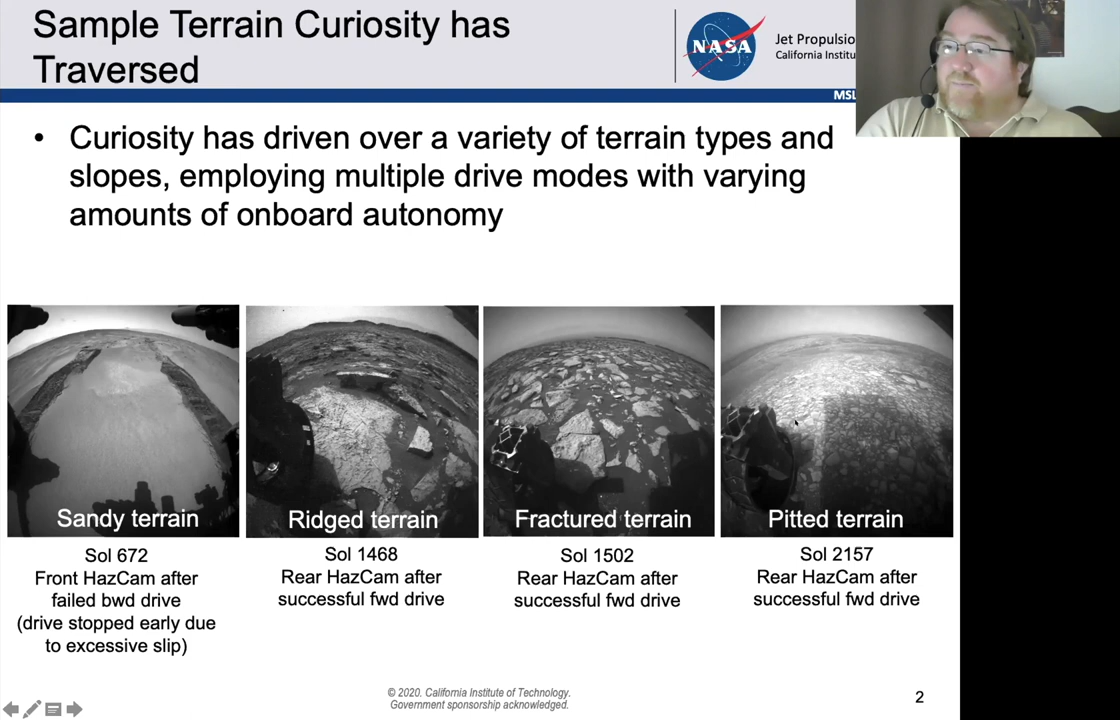 Sample Terrain Curiosity has
Traversed
NASA
Jet Propulsio
California Institu
MSL
• Curiosity has driven over a variety of terrain types and
slopes, employing multiple drive modes with varying
amounts of onboard autonomy
Sandy terrain
Ridged terrain
Fractured terrain
Pitted terrain
Sol 672
Front HazCam after
failed bwd drive
(drive stopped early due
to excessive slip)
Sol 1468
Rear HazCam after
successful fwd drive
Sol 1502
Rear HazCam after
successful fwd drive
Sol 2157
Rear HazCam after
successful fwd drive
© 2020. California Institute of Technology.
Government sponsorship acknowledged.
2